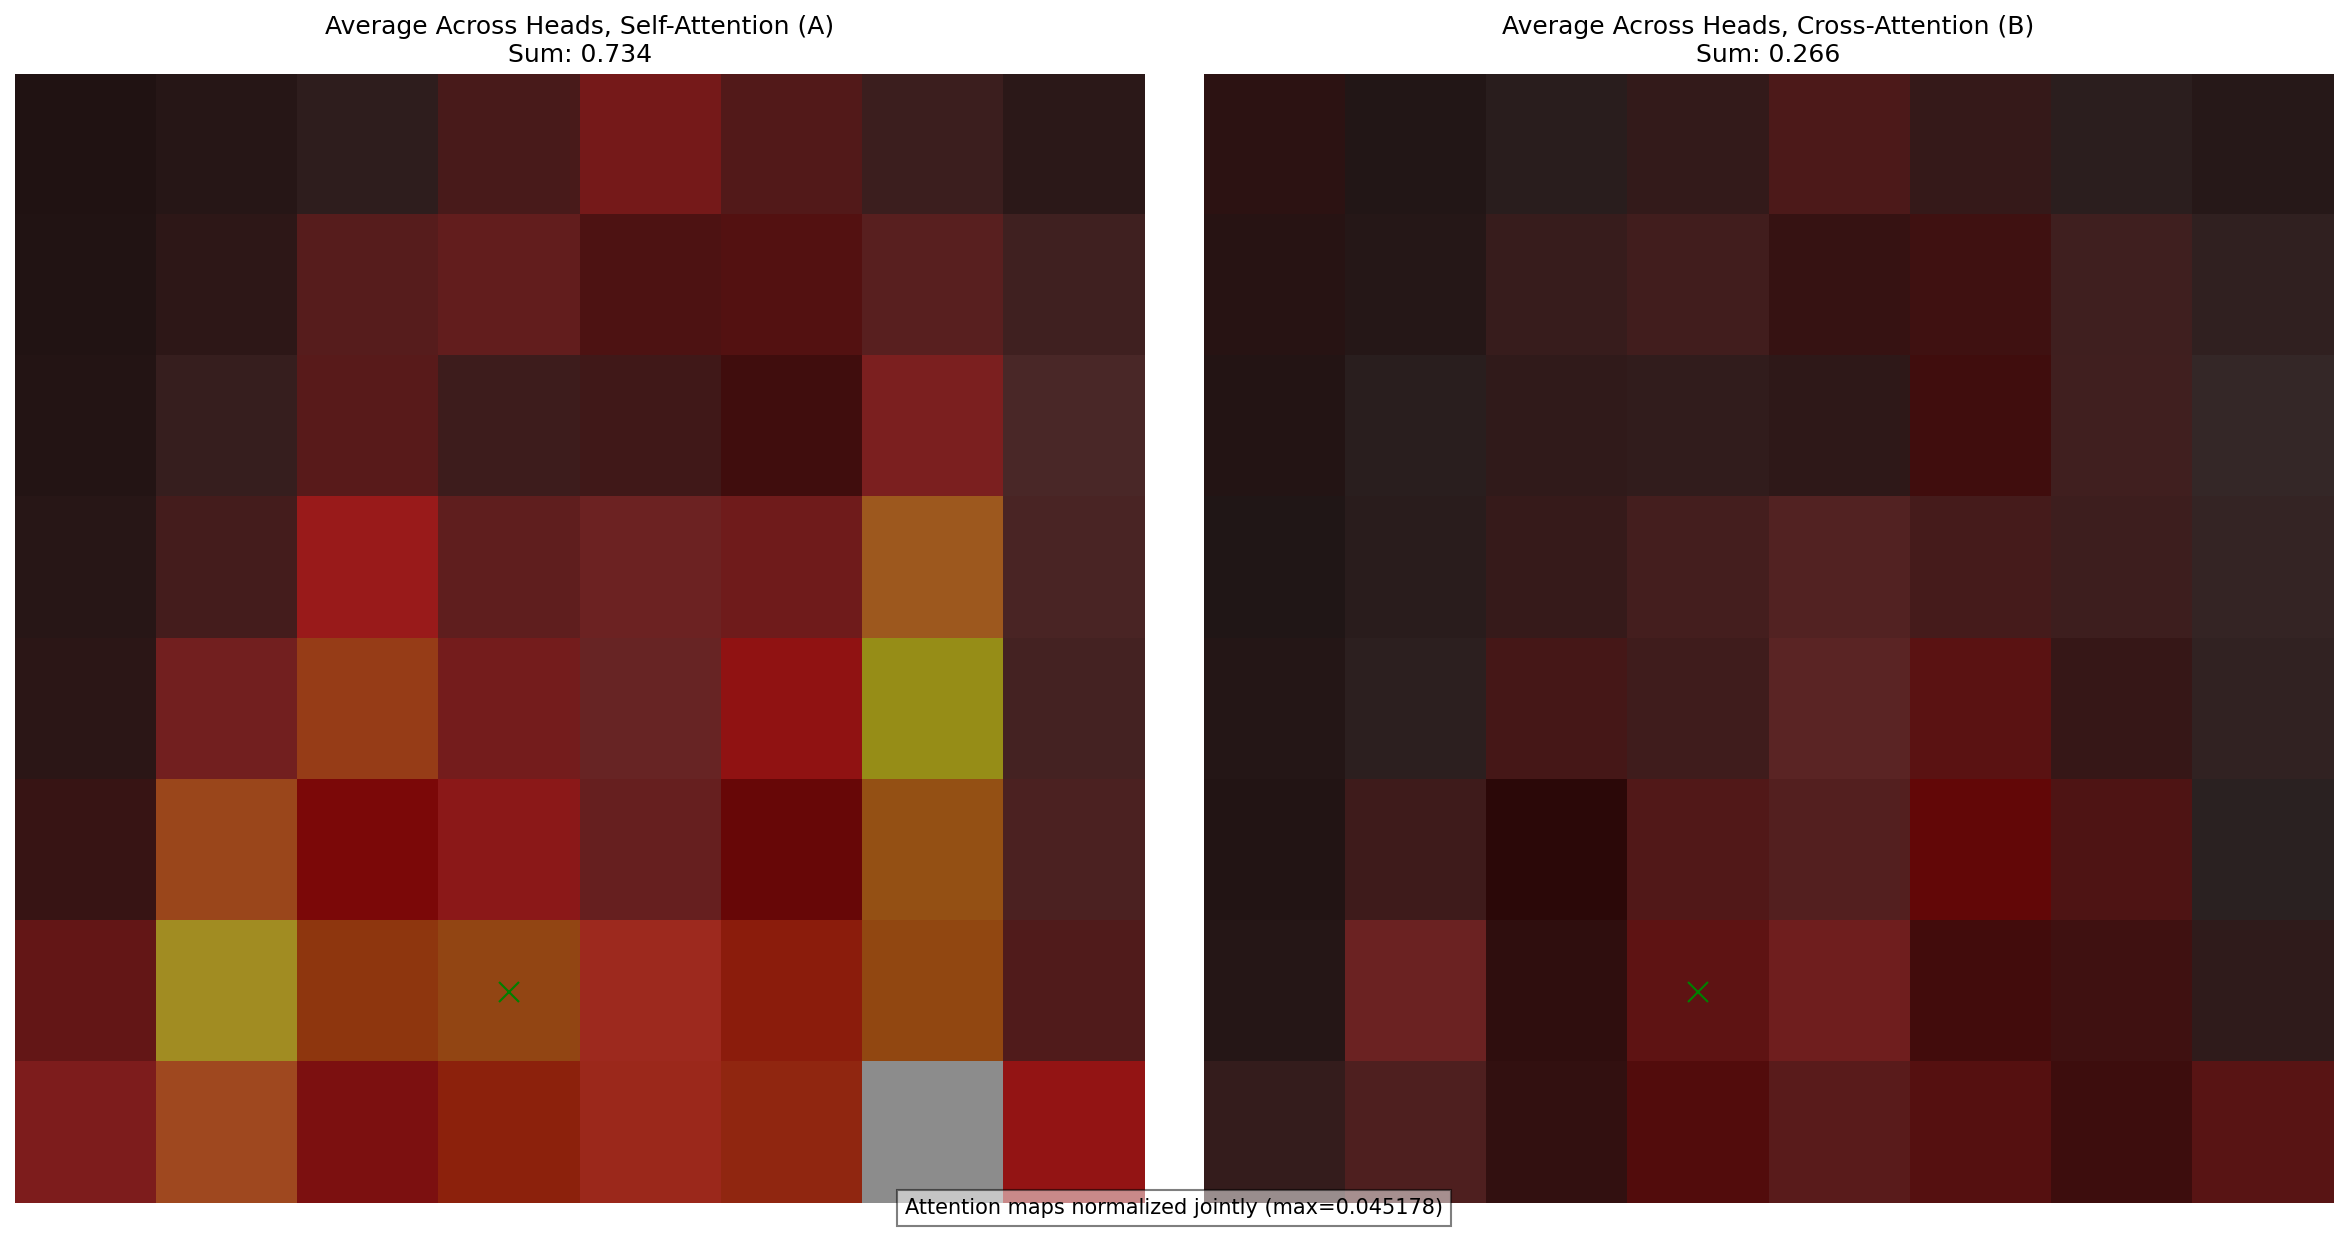 Average Across Heads, Self-Attention (A)
Sum: 0.734
Average Across Heads, Cross-Attention (B)
Sum: 0.266
Attention maps normalized jointly (max=0.045178)